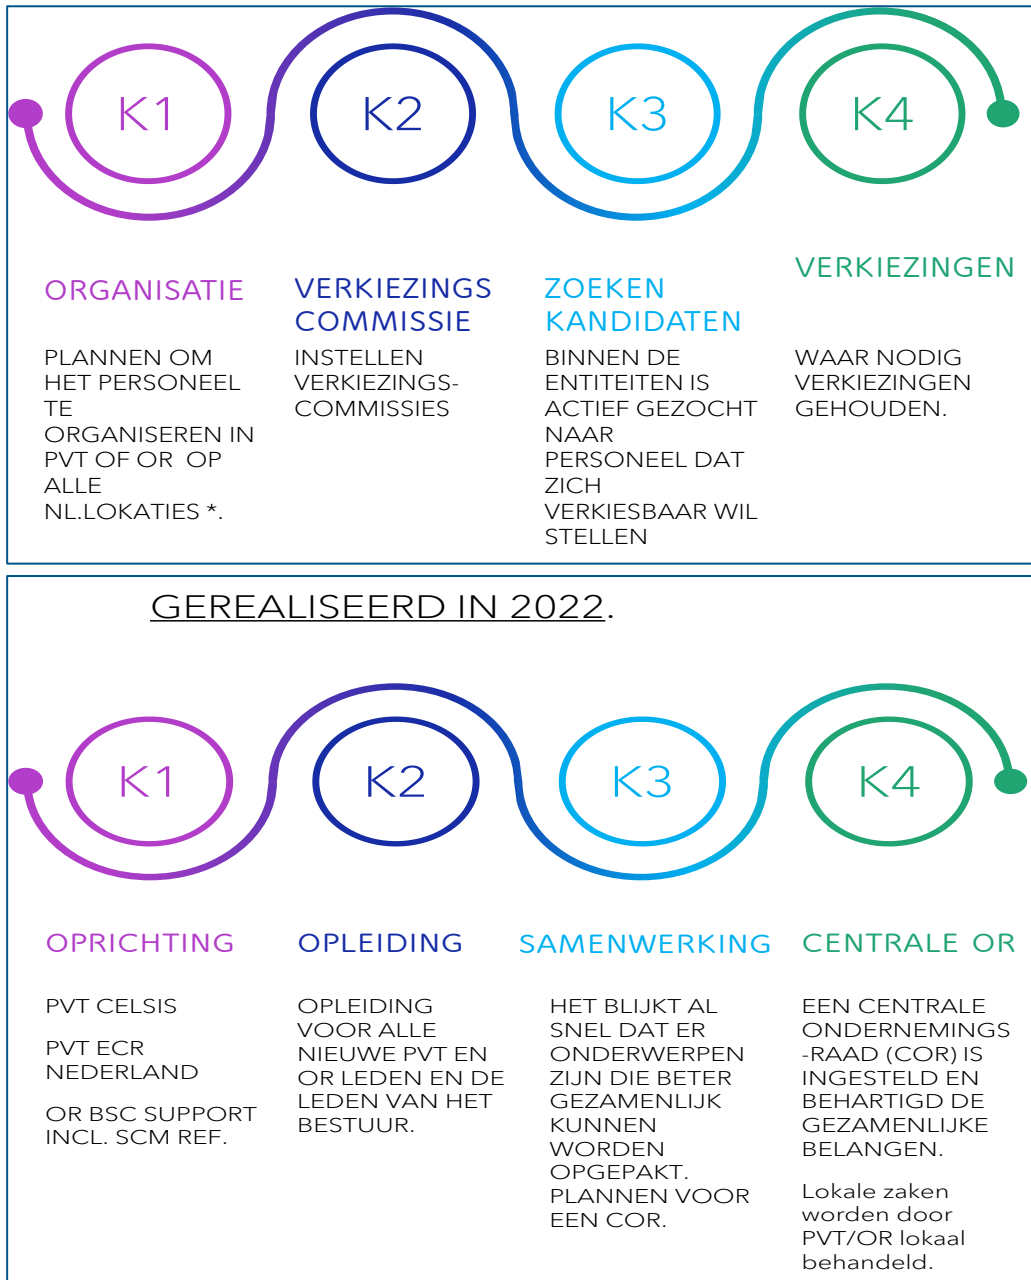 K1
K2
K3
K4
ORGANISATIE
PLANNEN OM
HET PERSONEEL
TE
ORGANISEREN IN
PVT OF OR OP
ALLE
NL.LOKATIES *.
VERKIEZINGS
COMMISSIE
INSTELLEN
VERKIEZINGS-
COMMISSIES
ZOEKEN
KANDIDATEN
BINNEN DE
ENTITEITEN IS
ACTIEF GEZOCHT
NAAR
PERSONEEL DAT
ZICH
VERKIESBAAR WIL
STELLEN
VERKIEZINGEN
WAAR NODIG
VERKIEZINGEN
GEHOUDEN.
GEREALISEERD IN 2022.
K1
K2
K3
K4
OPRICHTING
PVT CELSIS
PVT ECR
NEDERLAND
OR BSC SUPPORT
INCL. SCM REF.
OPLEIDING
OPLEIDING
VOOR ALLE
NIEUWE PVT EN
OR LEDEN EN DE
LEDEN VAN HET
BESTUUR.
SAMENWERKING
HET BLIJKT AL
SNEL DAT ER
ONDERWERPEN
ZIJN DIE BETER
GEZAMENLIJK
KUNNEN
WORDEN
OPGEPAKT.
PLANNEN VOOR
EEN COR.
CENTRALE OR
EEN CENTRALE
ONDERNEMINGS
-RAAD (COR) IS
INGESTELD EN
BEHARTIGD DE
GEZAMENLIJKE
BELANGEN.
Lokale zaken
worden door
PVT/OR lokaal
behandeld.